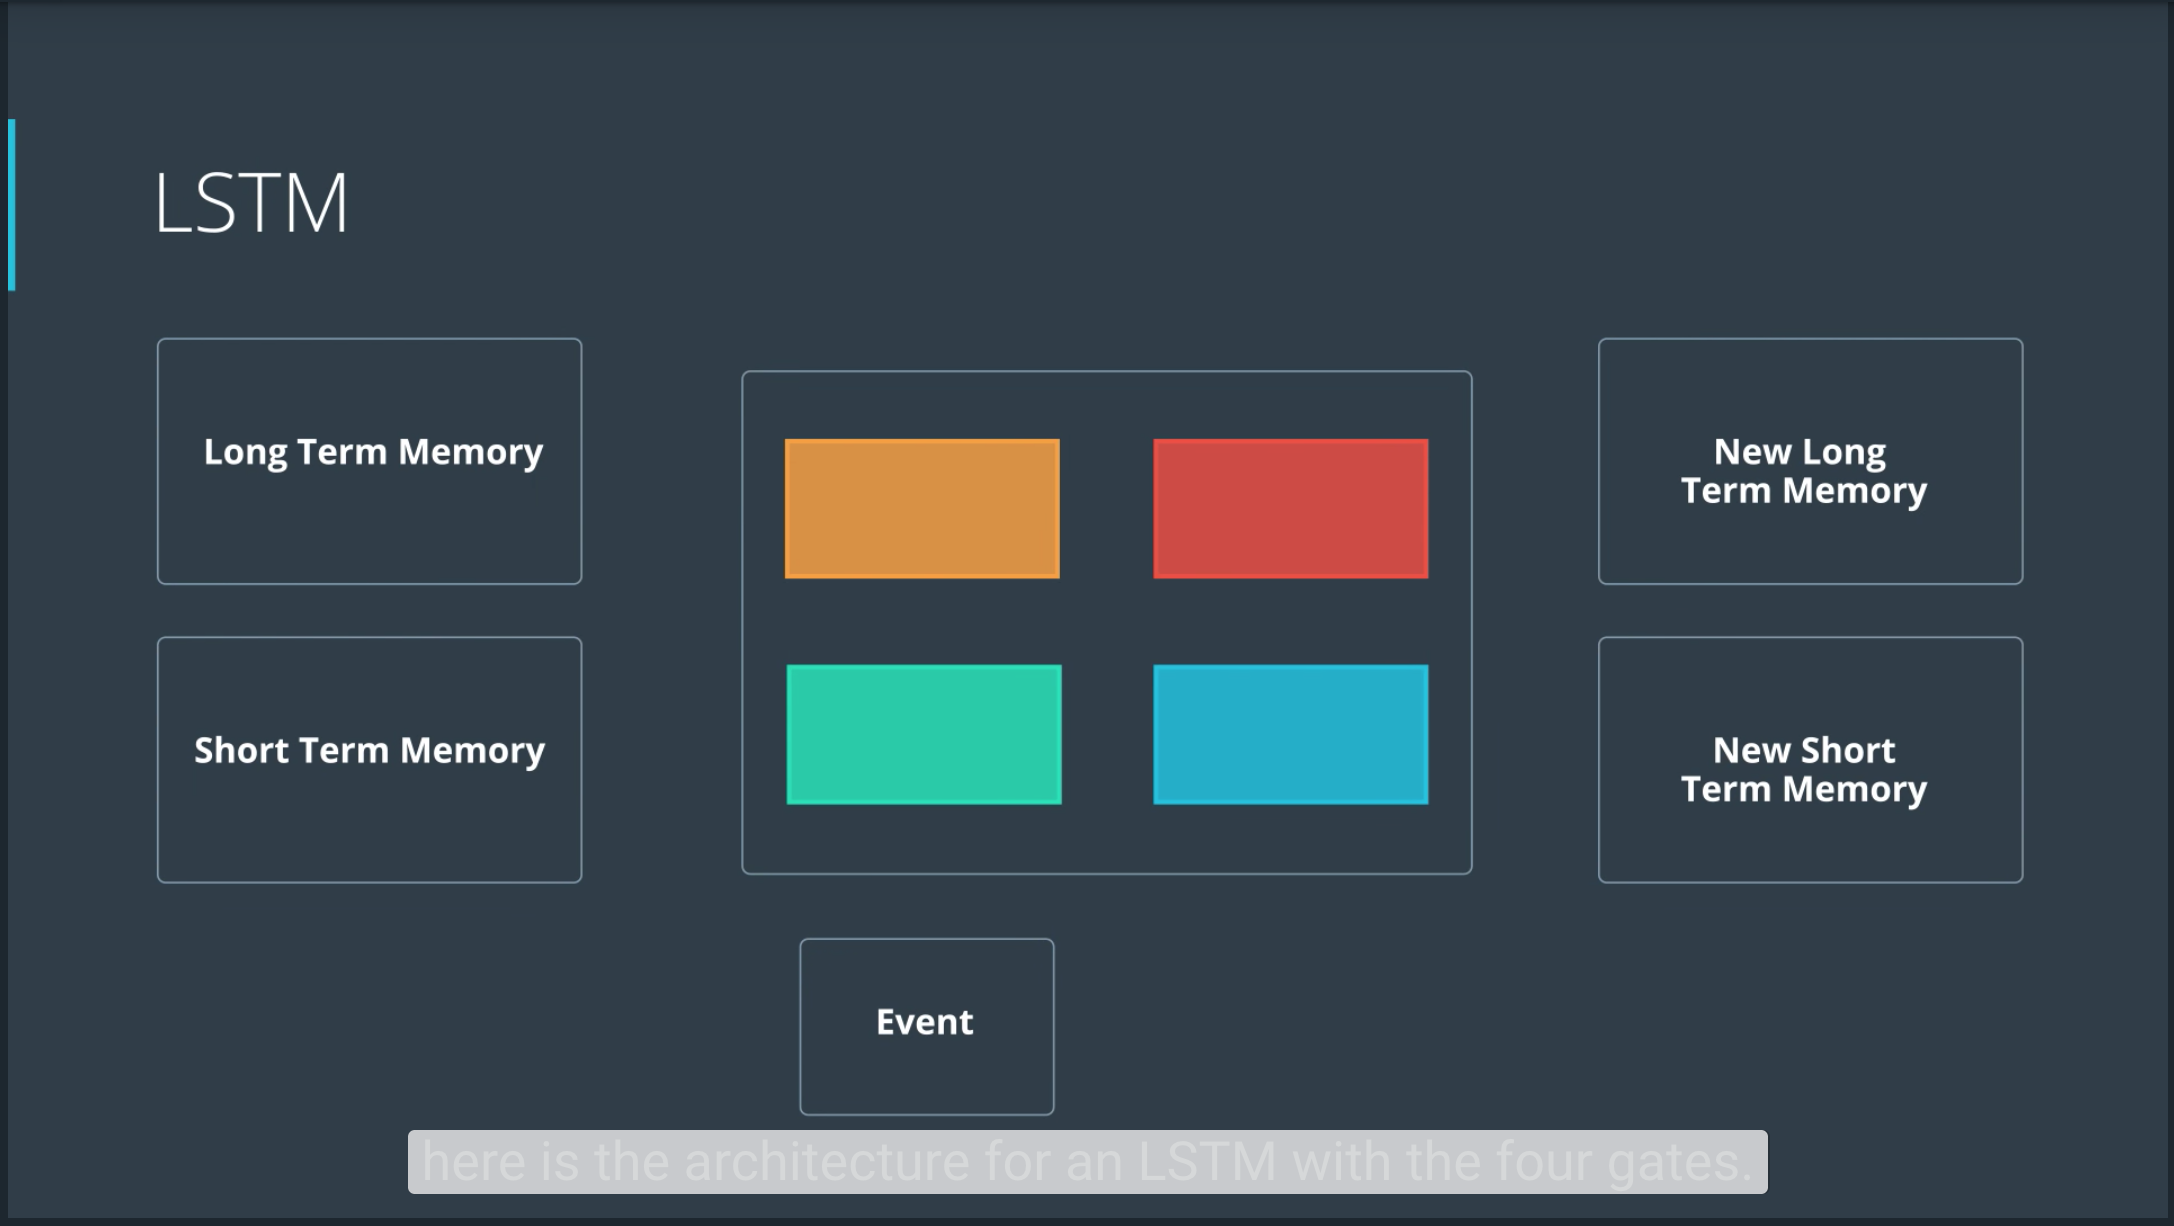 LSTM
Long Term Memory
New Long
Term Memory
Short Term Memory
New Short
Term Memory
Event
here is the architecture for an LSTM with the four gates.